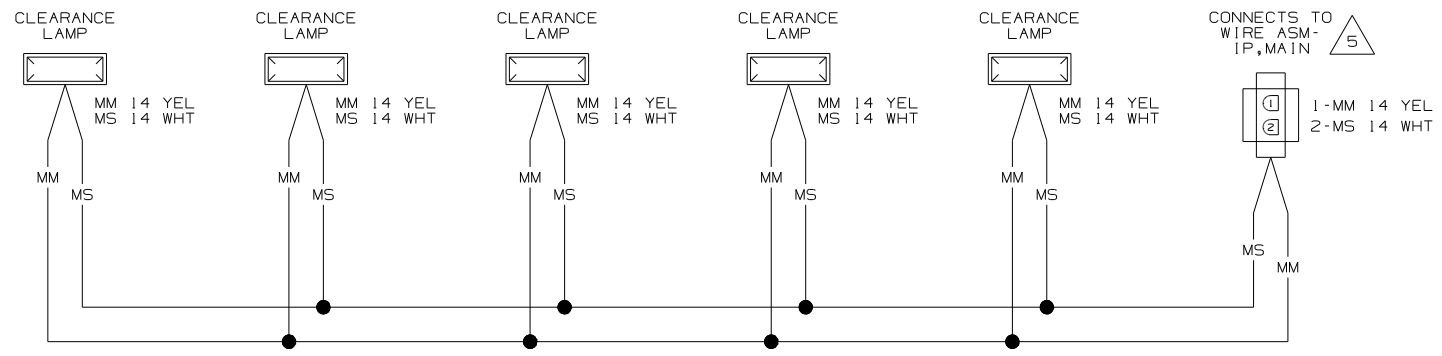 CLEARANCE
LAMP
CLEARANCE
LAMP
CLEARANCE
LAMP
CLEARANCE
LAMP
CLEARANCE
LAMP
CONNECTS TO
WIRE ASM-
IP,MAIN
5
MM 14 YEL
MS 14 WHT
MM 14 YEL
MS 14 WHT
MM 14 YEL
MS 14 WHT
MM 14 YEL
MS 14 WHT
MM 14 YEL
MS 14 WHT
1
2
1-MM 14 YEL
2-MS 14 WHT
MM
MS
MM
MS
MM
MS
MM
MS
MM
MS
MS
MM